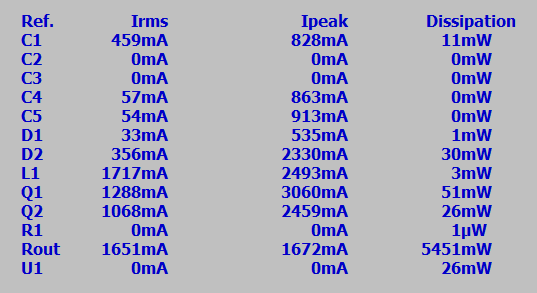 Ref. Irms Ipeak Dissipation
C1 459mA 828mA 11mW
C2 0mA 0mA 0mW
C3 0mA 0mA 0mW
C4 57mA 863mA 0mW
C5 54mA 913mA 0mW
D1 33mA 535mA 1mW
D2 356mA 2330mA 30mW
L1 1717mA 2493mA 3mW
Q1 1288mA 3060mA 51mW
Q2 1068mA 2459mA 26mW
R1 0mA 0mA 1µW
Rout 1651mA 1672mA 5451mW
U1 0mA 0mA 26mW